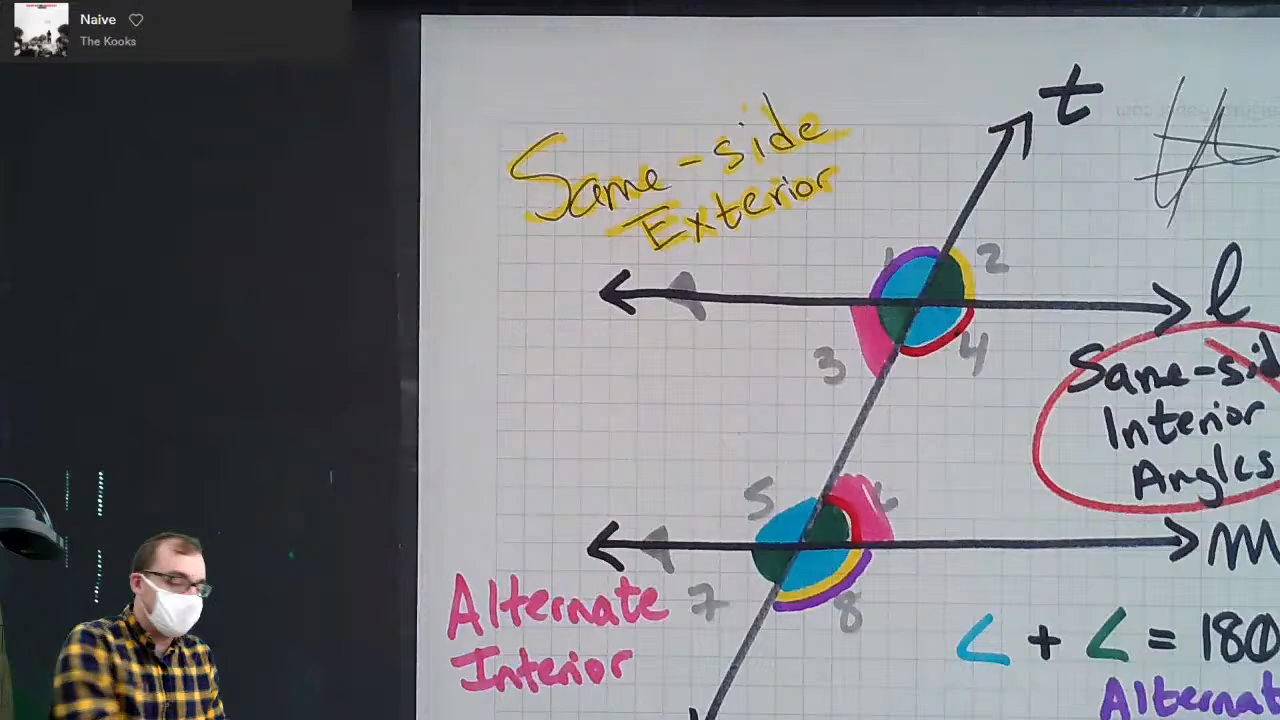 Naive
The Kooks
t
Same-side
Exterior
1
2
l
3
4
Same-sid
Interior
Angles
5
6
m
Alternate
Interior
7
8
∠ + ∠ = 180
Alternat